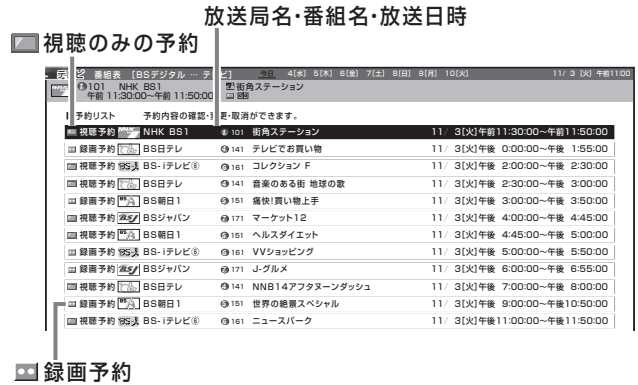 放送局名・番組名・放送日時
視聴のみの予約
番組表 [BSデジタル … テレビ] 今日 4[水] 5[木] 6[金] 7[土] 8[日] 9[月] 10[火] 11/ 3 [火] 午前11:00
101 NHK BS1 街角ステーション
午前 11:30:00～午前 11:50:00
予約リスト 予約内容の確認・変更・取消ができます。
視聴予約 NHK BS1 101 街角ステーション 11/ 3[火]午前11:30:00～午前11:50:00
録画予約 BS日テレ 141 テレビでお買い物 11/ 3[火]午後 0:00:00～午後 1:55:00
視聴予約 BS-iテレビ⑥ 161 コレクション F 11/ 3[火]午後 2:00:00～午後 2:30:00
視聴予約 BS日テレ 141 音楽のある街 地球の歌 11/ 3[火]午後 2:30:00～午後 3:00:00
録画予約 BS朝日1 151 痛快!買い物上手 11/ 3[火]午後 3:00:00～午後 3:50:00
視聴予約 BSジャパン 171 マーケット12 11/ 3[火]午後 4:00:00～午後 4:45:00
視聴予約 BS朝日1 151 ヘルスダイエット 11/ 3[火]午後 4:45:00～午後 5:00:00
録画予約 BS-iテレビ⑥ 161 VVショッピング 11/ 3[火]午後 5:00:00～午後 5:50:50
録画予約 BSジャパン 171 J-グルメ 11/ 3[火]午後 6:00:00～午後 6:55:00
視聴予約 BS日テレ 141 NNB14アフタヌーンダッシュ 11/ 3[火]午後 7:00:00～午後 8:00:00
録画予約 BS朝日1 151 世界の絶景スペシャル 11/ 3[火]午後 9:00:00～午後10:50:00
視聴予約 BS-iテレビ⑥ 161 ニュースパーク 11/ 3[火]午後11:00:00～午後11:50:00
録画予約